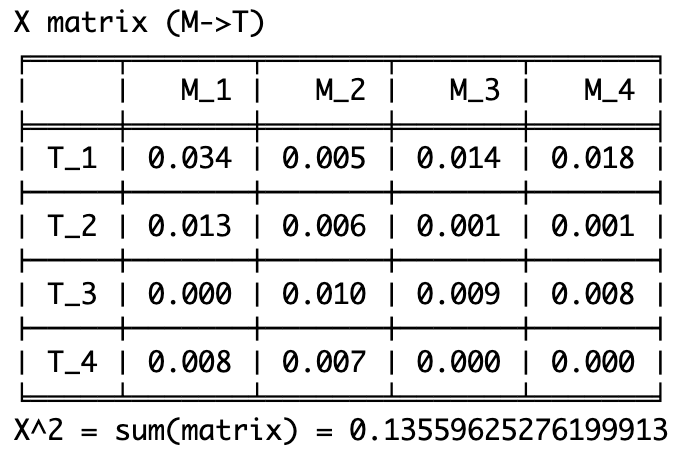 X matrix (M->T)
M_1 M_2 M_3 M_4
T_1 0.034 0.005 0.014 0.018
T_2 0.013 0.006 0.001 0.001
T_3 0.000 0.010 0.009 0.008
T_4 0.008 0.007 0.000 0.000
X^2 = sum(matrix) = 0.13559625276199913